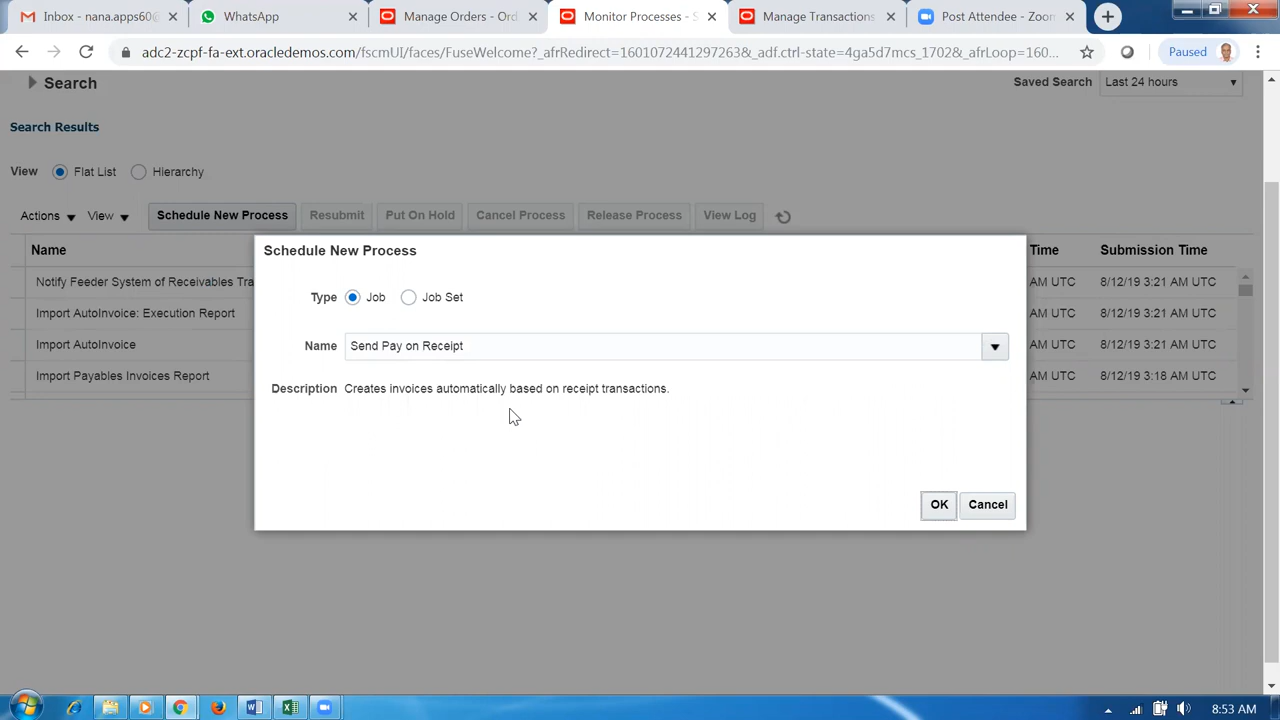 Inbox - nana.apps60
WhatsApp
Manage Orders - Ord
Monitor Processes - S
Manage Transactions
Post Attendee - Zoom
adc2-zcpf-fa-ext.oracledemos.com/fscmUI/faces/FuseWelcome?_afrRedirect=1601072441297263&_adf.ctrl-state=4ga5d7mcs_1702&_afrLoop=160...
Paused
Search
Saved Search Last 24 hours
Search Results
View Flat List Hierarchy
Actions View Schedule New Process Resubmit Put On Hold Cancel Process Release Process View Log
Name Time Submission Time
Notify Feeder System of Receivables Tra AM UTC 8/12/19 3:21 AM UTC
Import AutoInvoice: Execution Report AM UTC 8/12/19 3:21 AM UTC
Import AutoInvoice AM UTC 8/12/19 3:21 AM UTC
Import Payables Invoices Report AM UTC 8/12/19 3:18 AM UTC
Schedule New Process
Type Job Job Set
Name Send Pay on Receipt
Description Creates invoices automatically based on receipt transactions.
OK Cancel
8:53 AM